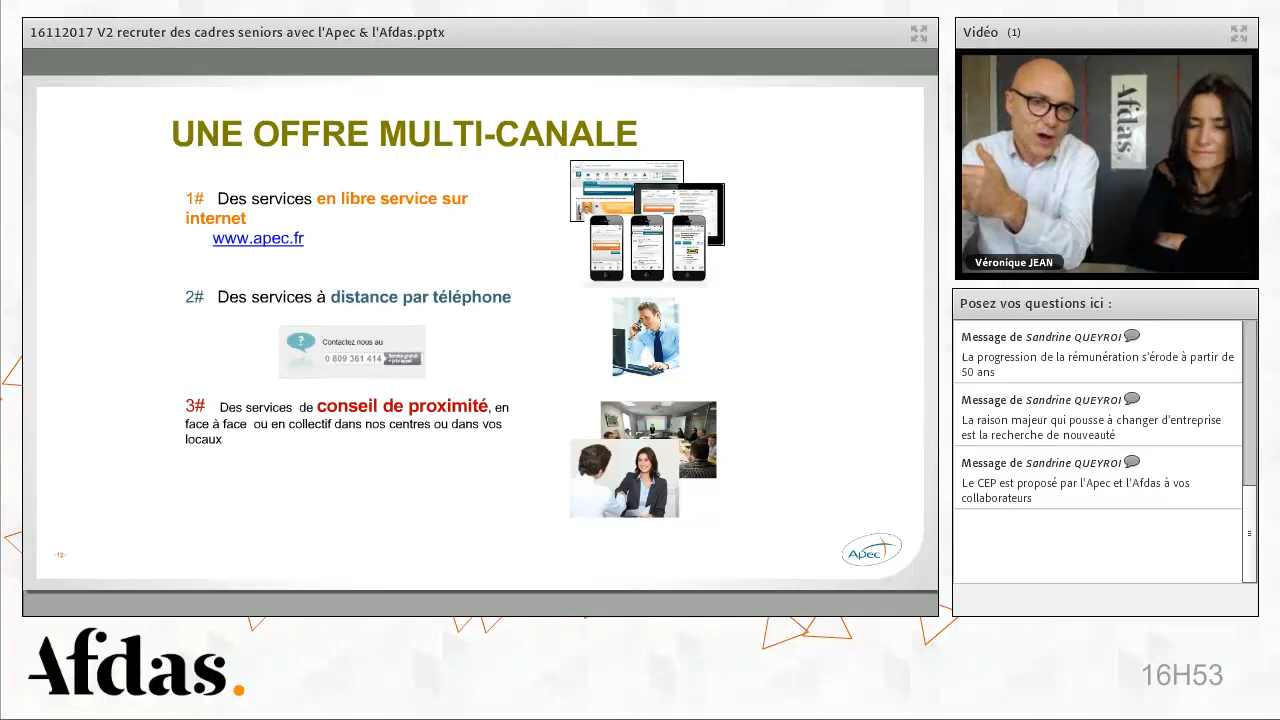 16112017 V2 recruter des cadres seniors avec l'Apec & l'Afdas.pptx
UNE OFFRE MULTI-CANALE
1# Des services en libre service sur
internet
www.apec.fr
2# Des services à distance par téléphone
?
Contactez nous au
0 809 361 414
Service gratuit
+ prix appel
3# Des services de conseil de proximité, en
face à face ou en collectif dans nos centres ou dans vos
locaux
-12-
Apec
Vidéo (1)
Afdas
Véronique JEAN
Posez vos questions ici :
Message de Sandrine QUEYROI
La progression de la rémunération s'érode à partir de
50 ans
Message de Sandrine QUEYROI
La raison majeur qui pousse à changer d'entreprise
est la recherche de nouveauté
Message de Sandrine QUEYROI
Le CEP est proposé par l'Apec et l'Afdas à vos
collaborateurs
Afdas.
16H53